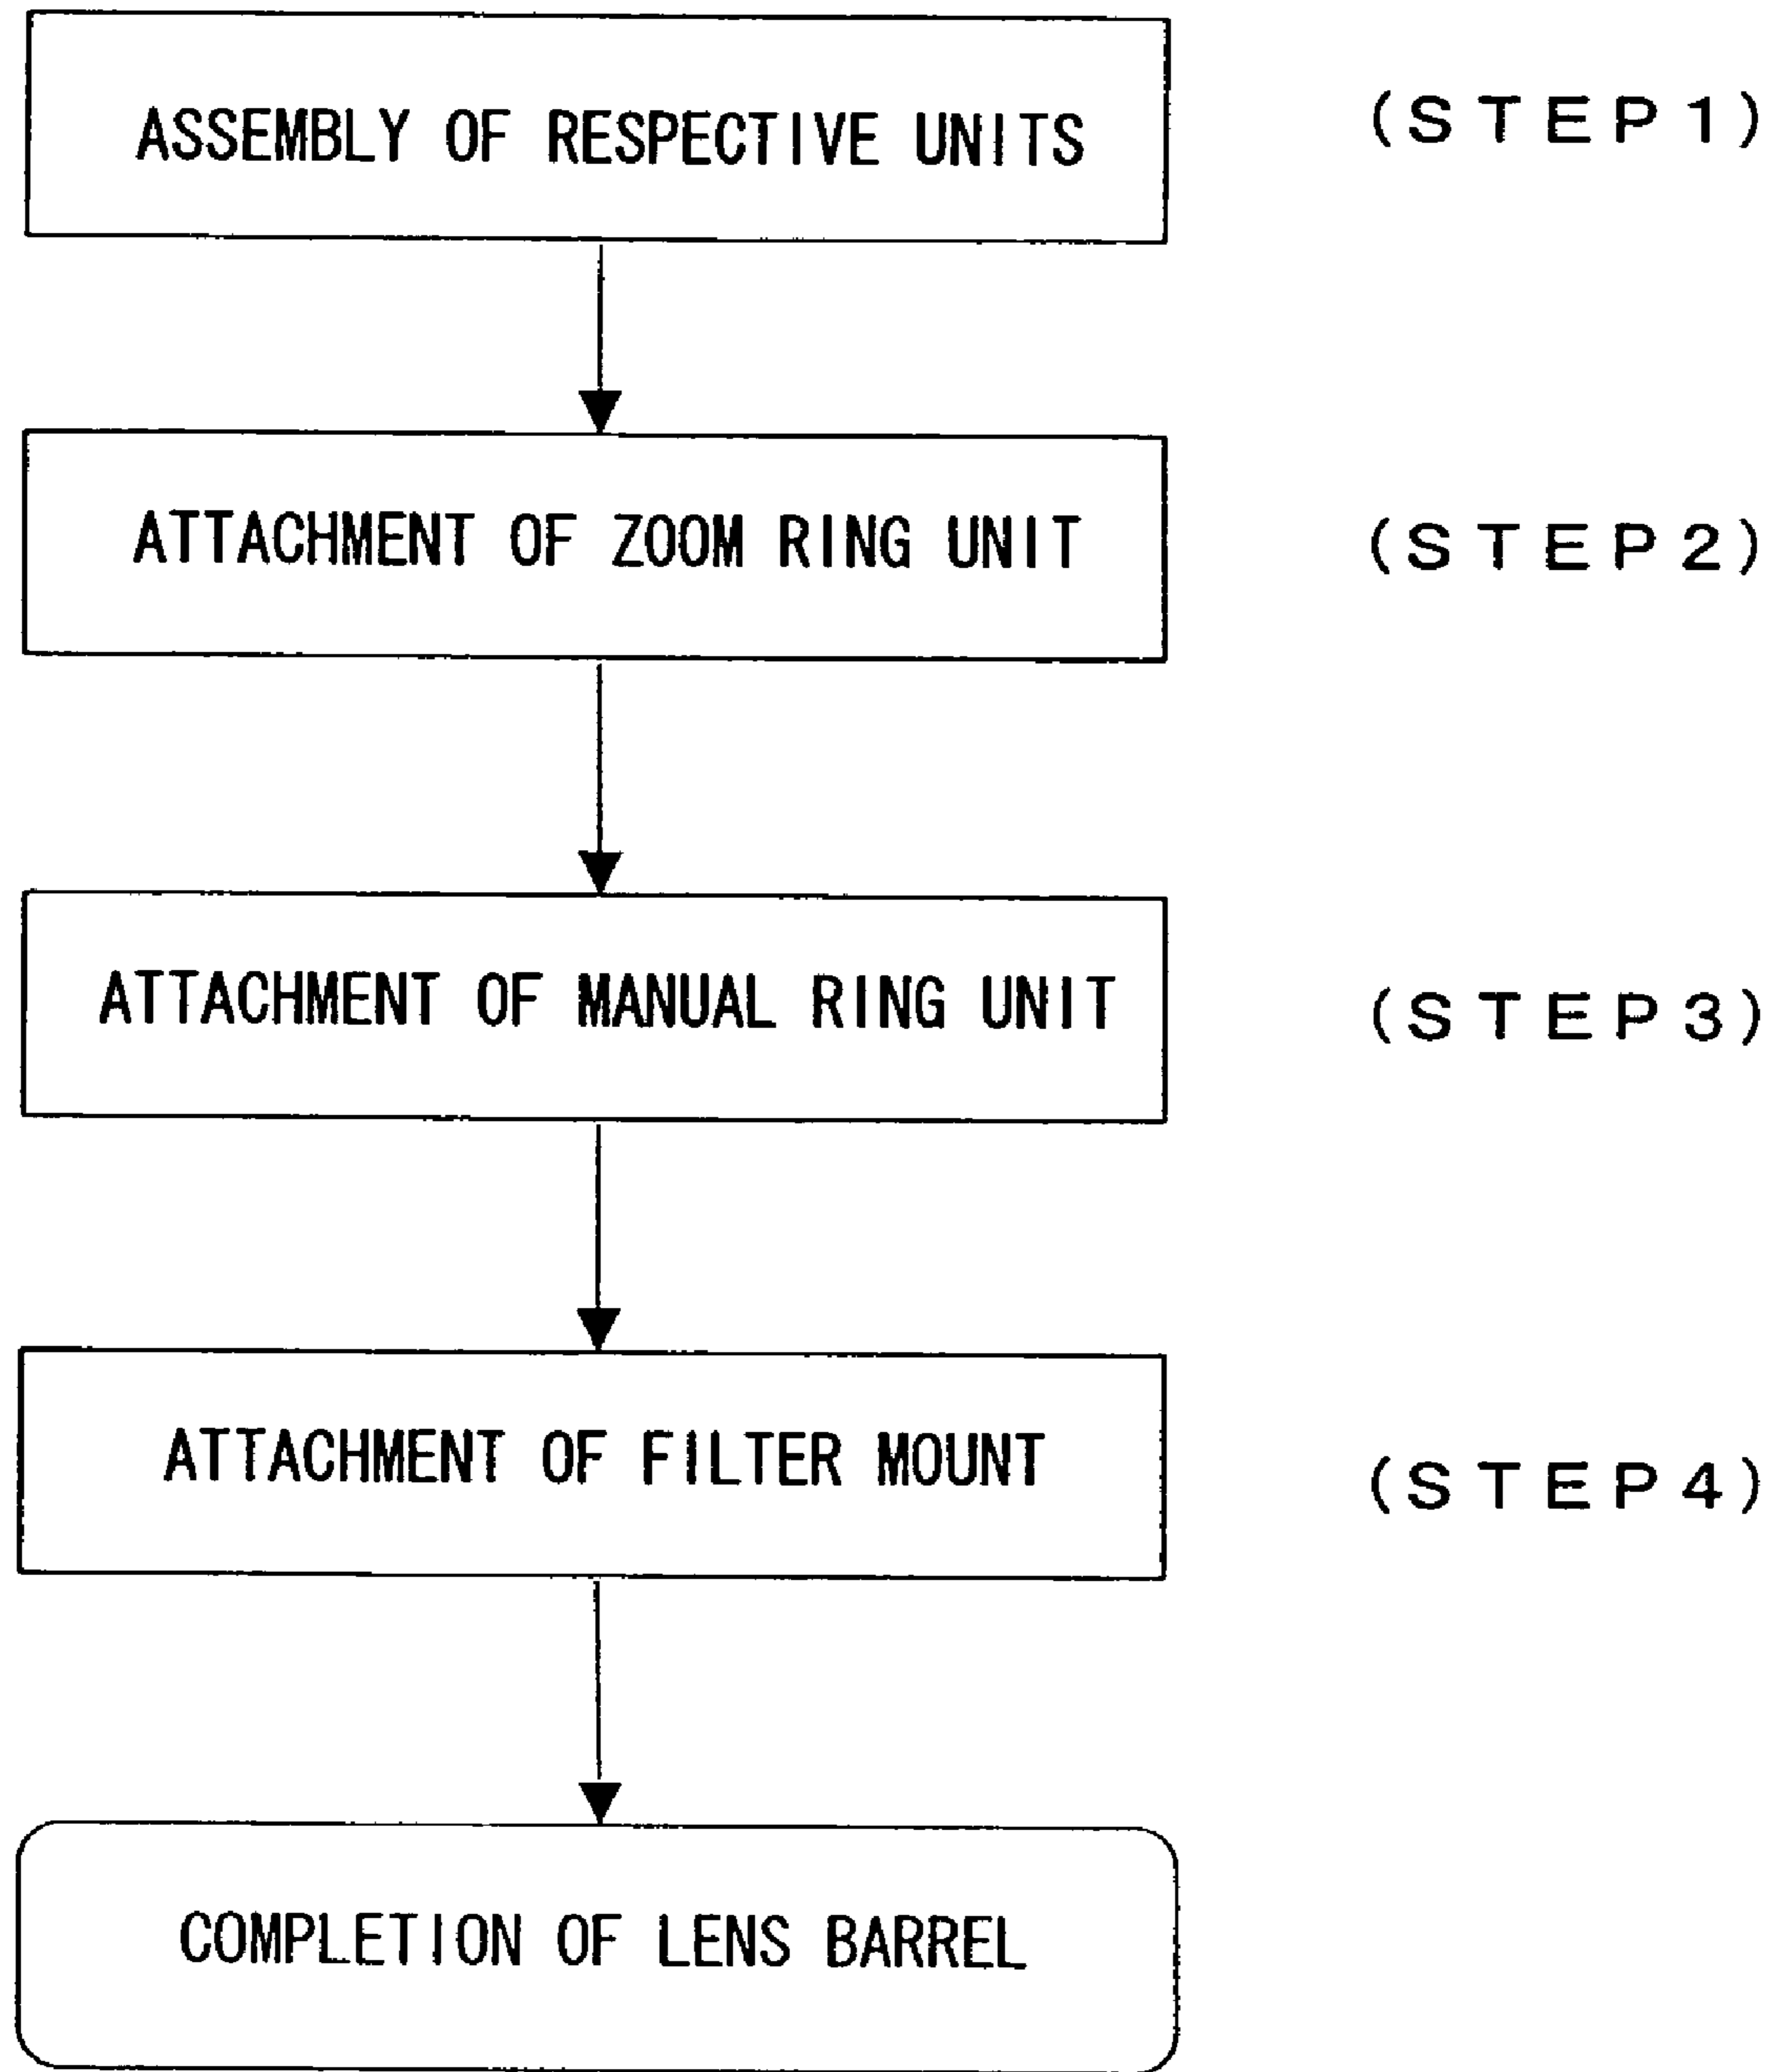 ASSEMBLY OF RESPECTIVE UNITS (STEP1)
ATTACHMENT OF ZOOM RING UNIT (STEP2)
ATTACHMENT OF MANUAL RING UNIT (STEP3)
ATTACHMENT OF FILTER MOUNT (STEP4)
COMPLETION OF LENS BARREL